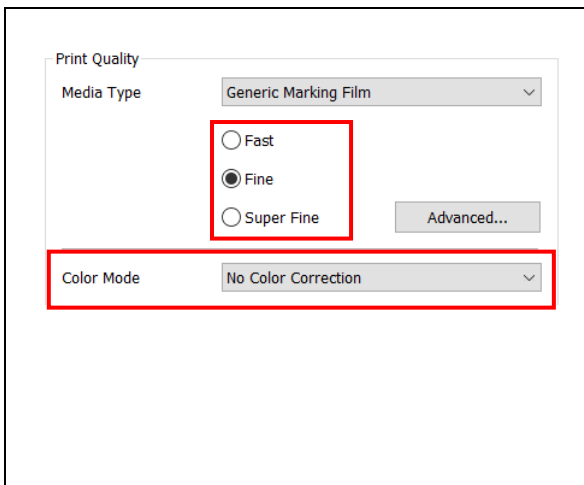 Print Quality
Media Type Generic Marking Film
Fast
Fine
Super Fine Advanced...
Color Mode No Color Correction